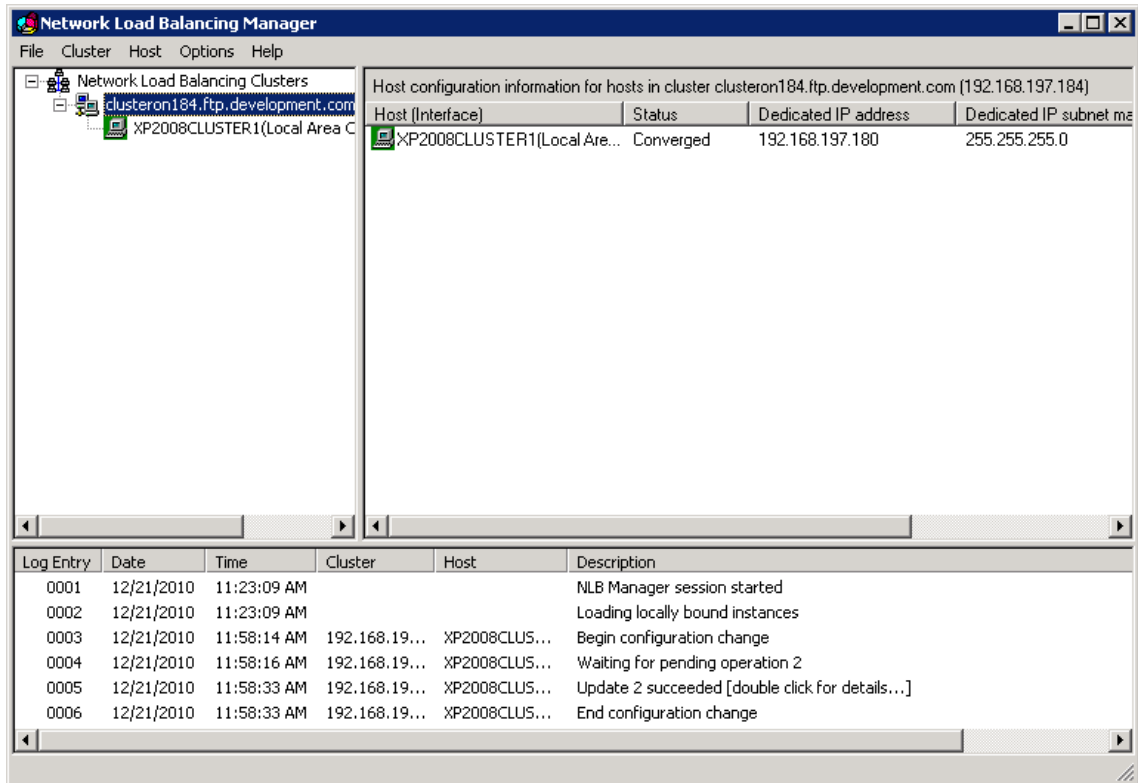 Network Load Balancing Manager
File Cluster Host Options Help
Network Load Balancing Clusters
clusteron184.ftp.development.com
XP2008CLUSTER1(Local Area C
Host configuration information for hosts in cluster clusteron184.ftp.development.com (192.168.197.184)
Host (Interface) Status Dedicated IP address Dedicated IP subnet ma
XP2008CLUSTER1(Local Are... Converged 192.168.197.180 255.255.255.0
Log Entry Date Time Cluster Host Description
0001 12/21/2010 11:23:09 AM NLB Manager session started
0002 12/21/2010 11:23:09 AM Loading locally bound instances
0003 12/21/2010 11:58:14 AM 192.168.19... XP2008CLUS... Begin configuration change
0004 12/21/2010 11:58:16 AM 192.168.19... XP2008CLUS... Waiting for pending operation 2
0005 12/21/2010 11:58:33 AM 192.168.19... XP2008CLUS... Update 2 succeeded [double click for details...]
0006 12/21/2010 11:58:33 AM 192.168.19... XP2008CLUS... End configuration change